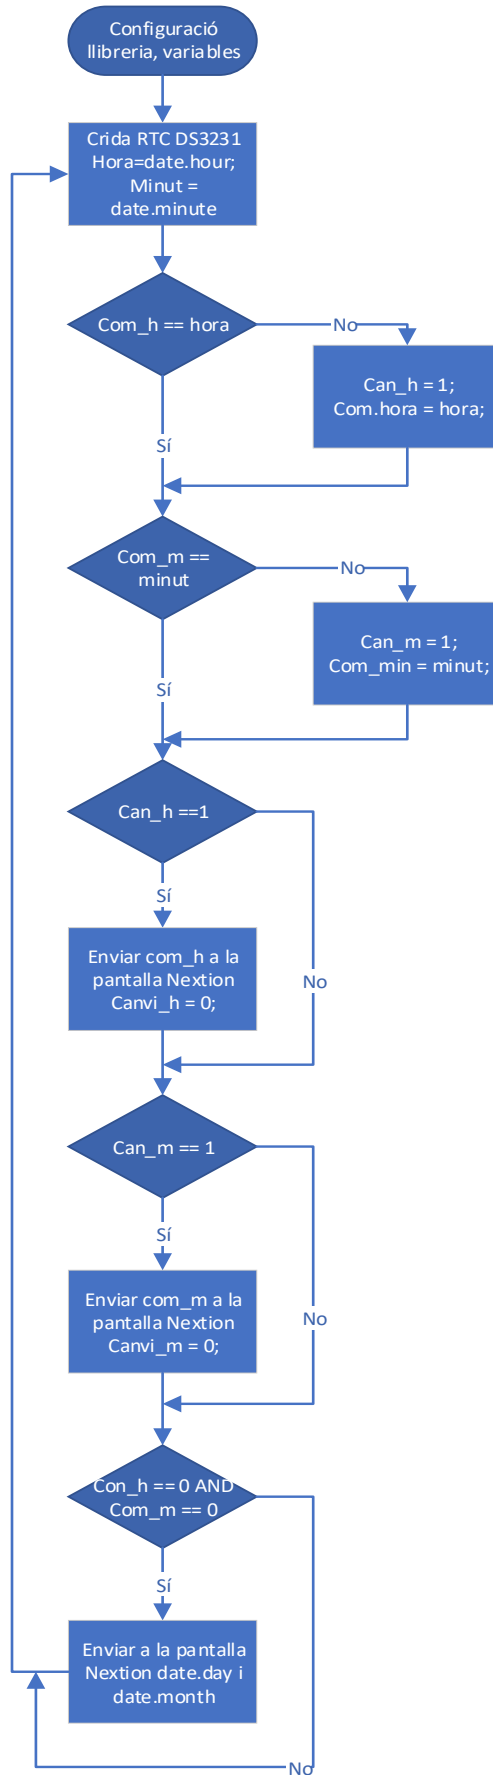 Configuració
llibreria, variables
Crida RTC DS3231
Hora=date.hour;
Minut =
date.minute
Com_h == hora
No
Can_h = 1;
Com.hora = hora;
Sí
Com_m ==
minut
No
Can_m = 1;
Com_min = minut;
Sí
Can_h ==1
Sí
Enviar com_h a la
pantalla Nextion
Canvi_h = 0;
No
Can_m == 1
Sí
Enviar com_m a la
pantalla Nextion
Canvi_m = 0;
No
Con_h == 0 AND
Com_m == 0
Sí
Enviar a la pantalla
Nextion date.day i
date.month
No